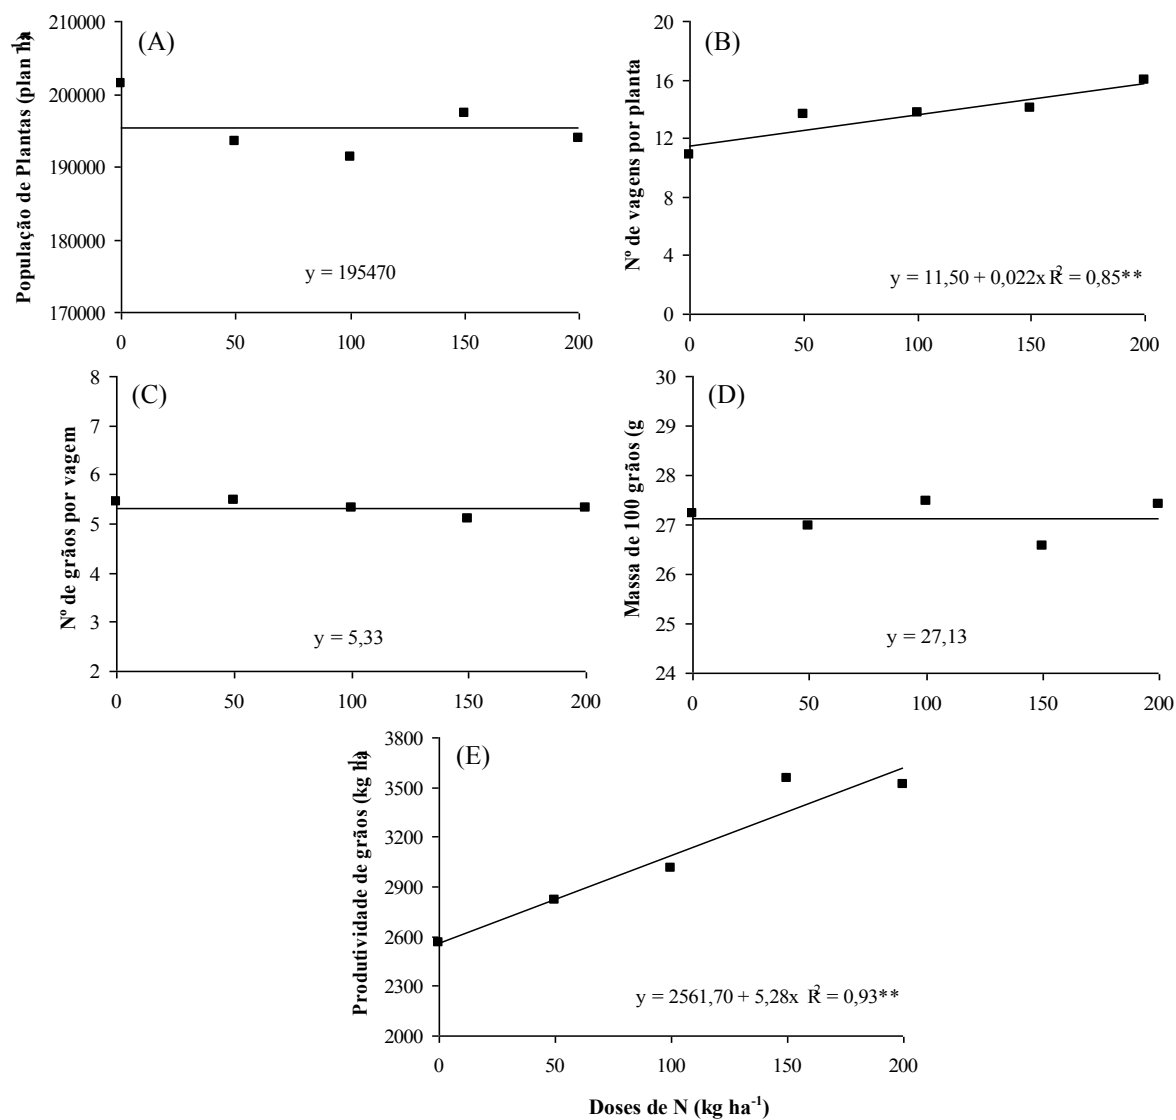 (A)
População de Plantas (plan ha-1)
210000
200000
190000
180000
170000
0 50 100 150 200
y = 195470
(B)
Nº de vagens por planta
20
16
12
8
4
0
0 50 100 150 200
y = 11,50 + 0,022x R² = 0,85**
(C)
Nº de grãos por vagem
8
7
6
5
4
3
2
0 50 100 150 200
y = 5,33
(D)
Massa de 100 grãos (g
30
29
28
27
26
25
24
0 50 100 150 200
y = 27,13
(E)
Produtividade de grãos (kg ha-1)
3800
3500
3200
2900
2600
2300
2000
0 50 100 150 200
y = 2561,70 + 5,28x R² = 0,93**
Doses de N (kg ha-1)